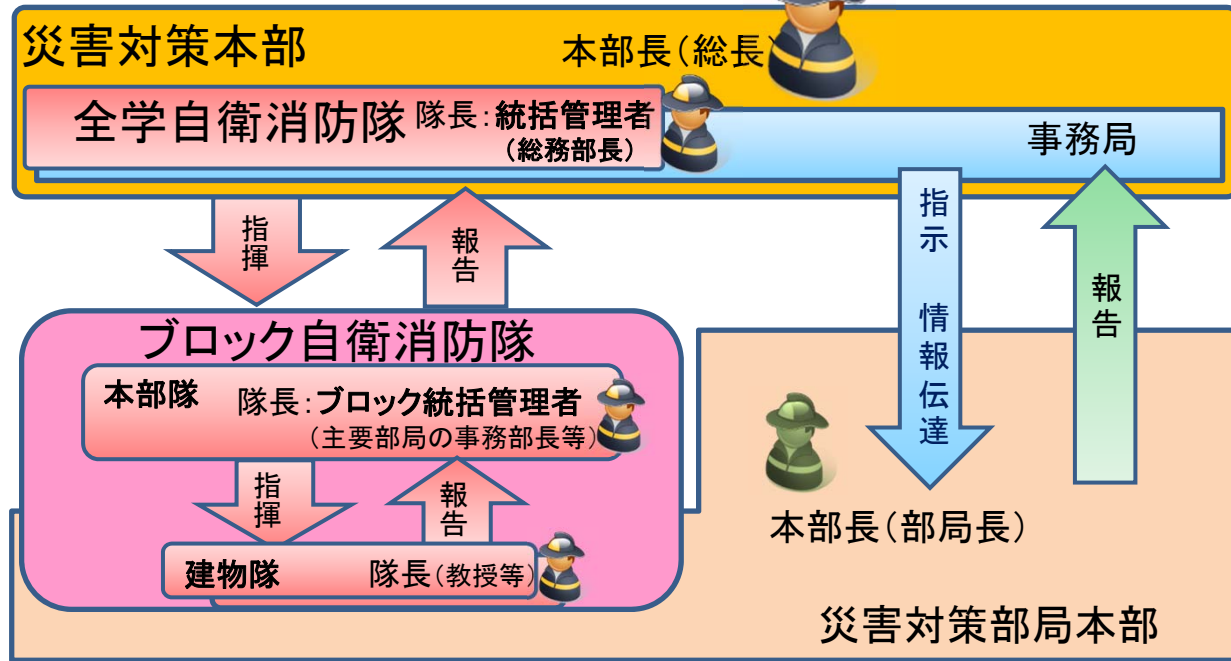 災害対策本部
本部長(総長
全学自衛消防隊 隊長:統括管理者
(総務部長)
事務局
指揮
報告
指示 情報伝達
報告
ブロック自衛消防隊
本部隊 隊長:ブロック統括管理者
(主要部局の事務部長等)
指揮
報告
建物隊 隊長(教授等)
本部長(部局長)
災害対策部局本部